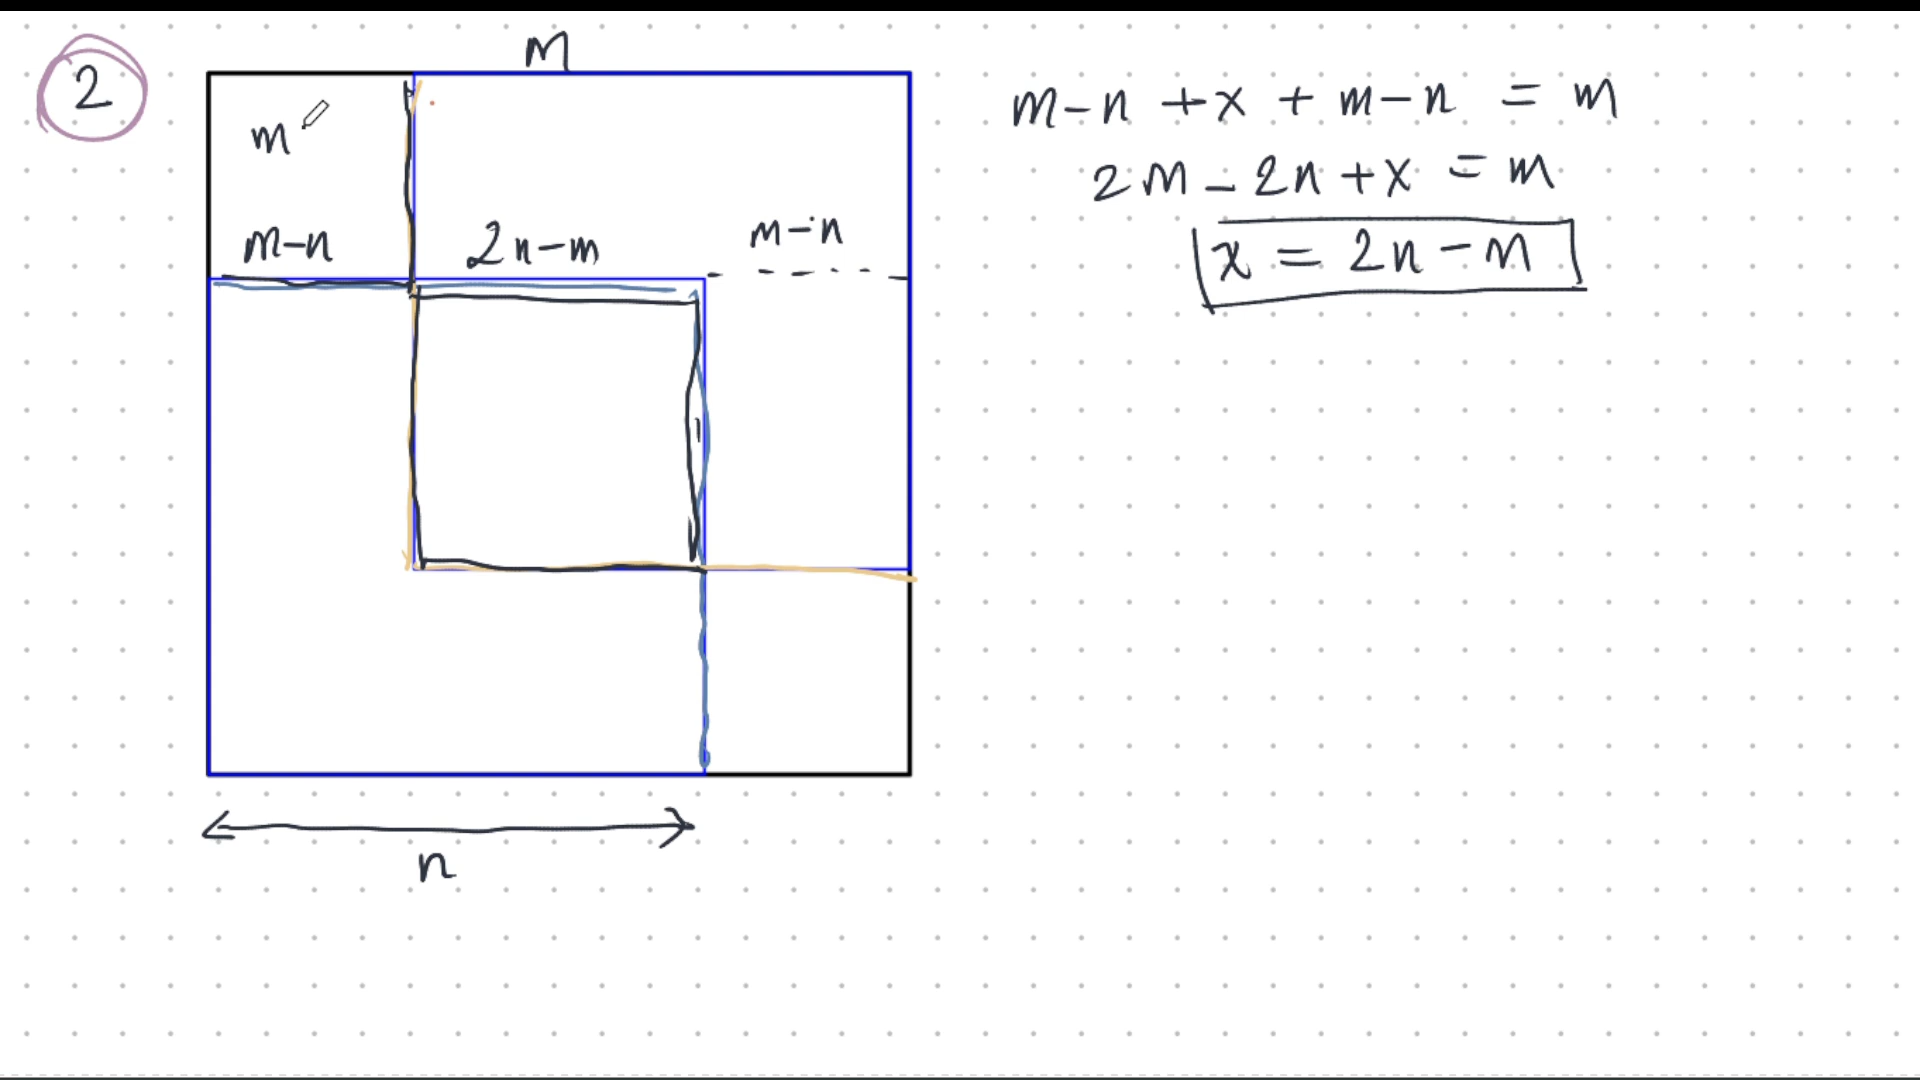 2
m
m
m-n
2n-m
m-n
n
m-n + x + m-n = m
2m - 2n + x = m
x = 2n - m